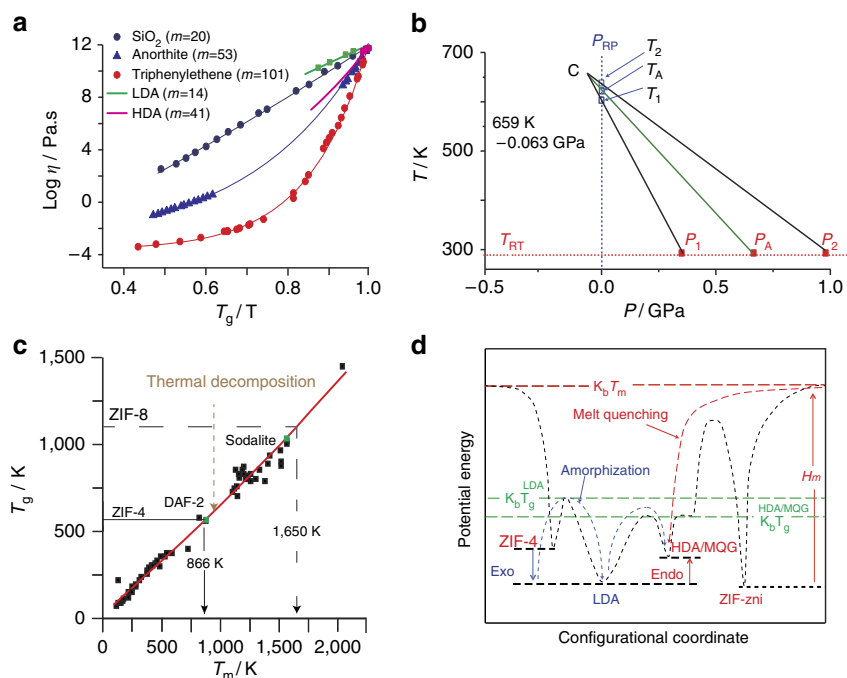 a
SiO2 (m=20)
Anorthite (m=53)
Triphenylethene (m=101)
LDA (m=14)
HDA (m=41)
12
8
4
0
−4
Log η / Pa.s
0.4
0.6
0.8
1.0
Tg / T
b
700
500
300
T / K
PRP
T2
TA
T1
C
659 K
−0.063 GPa
TRT
P1
PA
P2
−0.5
0.0
0.5
1.0
P / GPa
c
1,500
1,000
500
0
Tg / K
Thermal decomposition
ZIF-8
Sodalite
DAF-2
ZIF-4
1,650 K
866 K
0
500
1,000
1,500
2,000
Tm / K
d
Potential energy
KbTm
Melt quenching
Hm
Amorphization
KbTg LDA
KbTg HDA/MQG
ZIF-4
HDA/MQG
Exo
Endo
LDA
ZIF-zni
Configurational coordinate